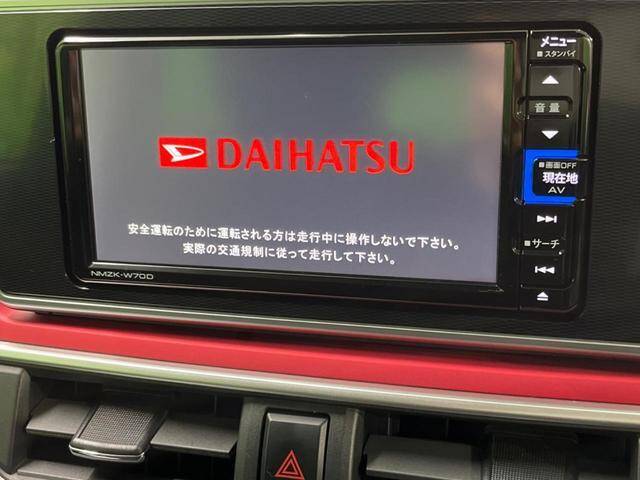 DAIHATSU
安全運転のために運転される方は走行中に操作しないで下さい。
実際の交通規制に従って走行して下さい。
NMZK-W70D
メニュー
スタンバイ
音量
画面OFF
現在地
AV
サーチ